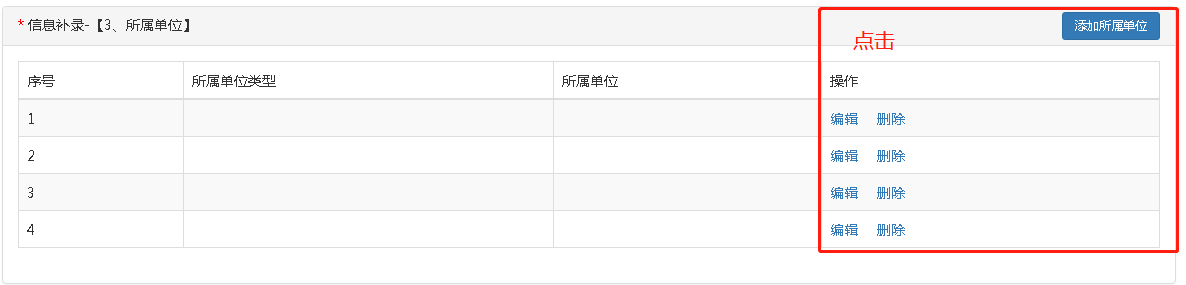 * 信息补录-【3、所属单位】 添加所属单位
点击
序号 所属单位类型 所属单位 操作
1 编辑 删除
2 编辑 删除
3 编辑 删除
4 编辑 删除